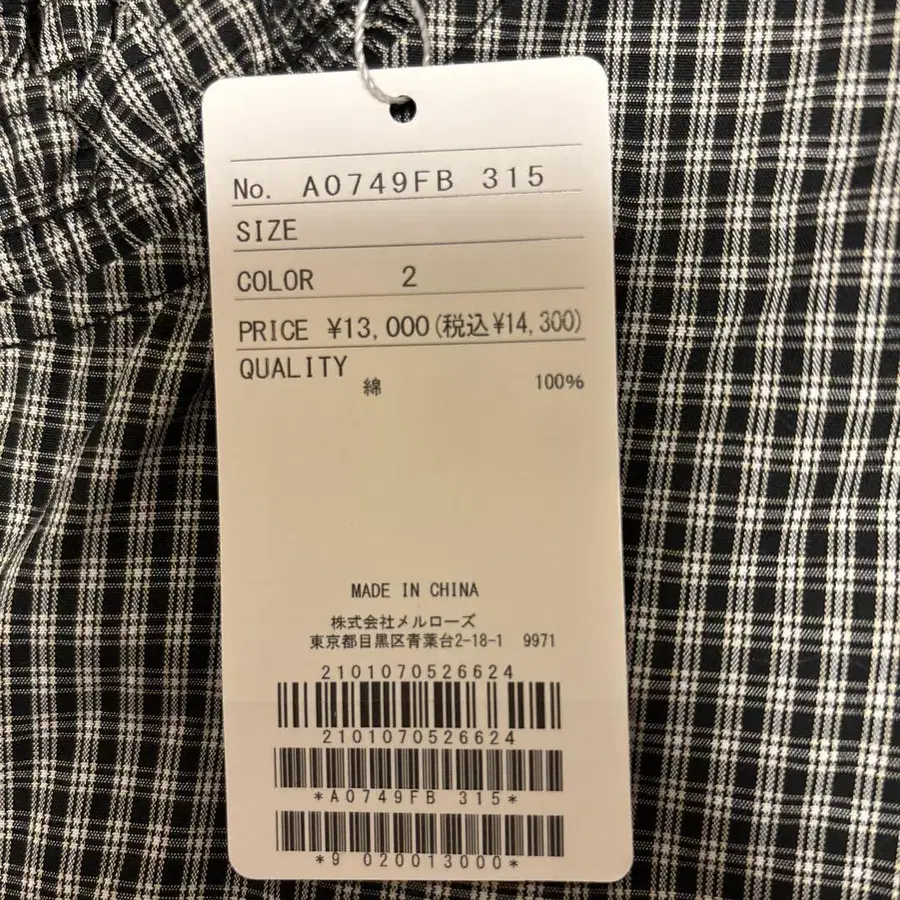 No. A0749FB 315
SIZE
COLOR 2
PRICE ¥13,000(税込¥14,300)
QUALITY
綿 100%
MADE IN CHINA
株式会社メルローズ
東京都目黒区青葉台2-18-1 9971
2101070526624
2101070526624
*A0749FB 315*
*9 020013000*